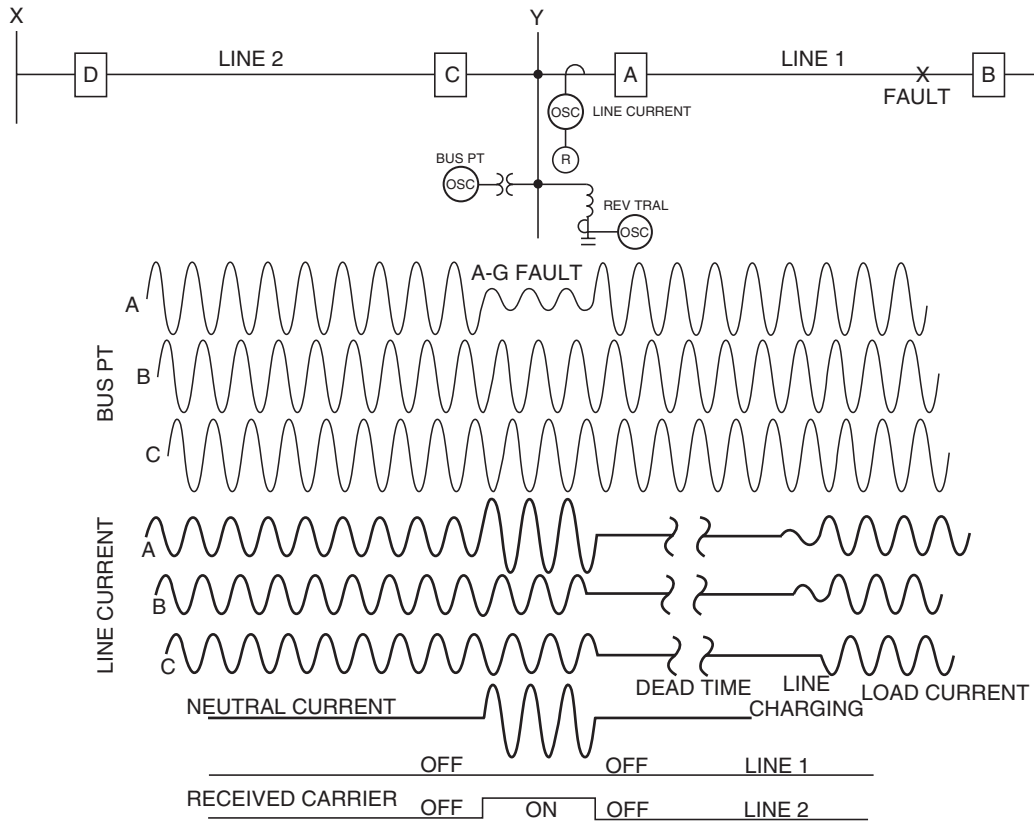 X
Y
D
LINE 2
C
A
LINE 1
X
B
FAULT
OSC
LINE CURRENT
R
BUS PT
OSC
REV TRAL
OSC
A-G FAULT
BUS PT
A
B
C
LINE CURRENT
A
B
C
DEAD TIME
LINE
CHARGING
LOAD CURRENT
NEUTRAL CURRENT
OFF
OFF
LINE 1
RECEIVED CARRIER
OFF
ON
OFF
LINE 2